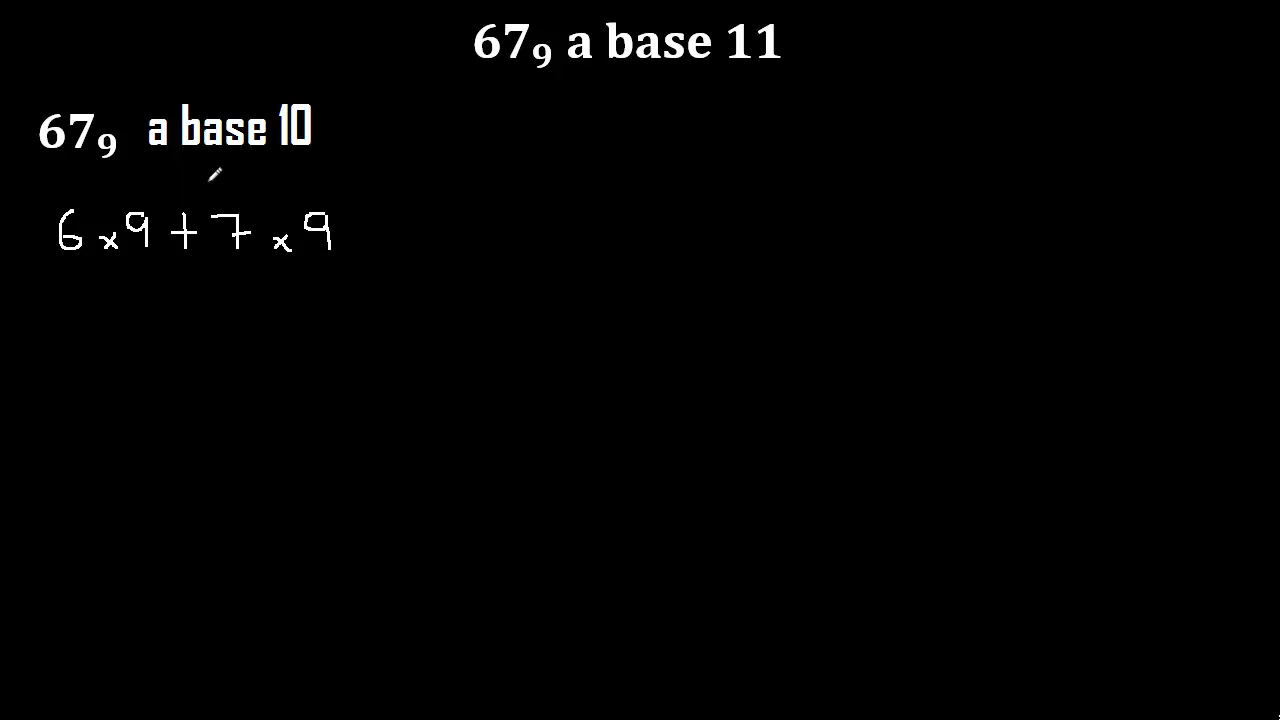 67₉ a base 11
67₉ a base 10
6 × 9 + 7 × 9